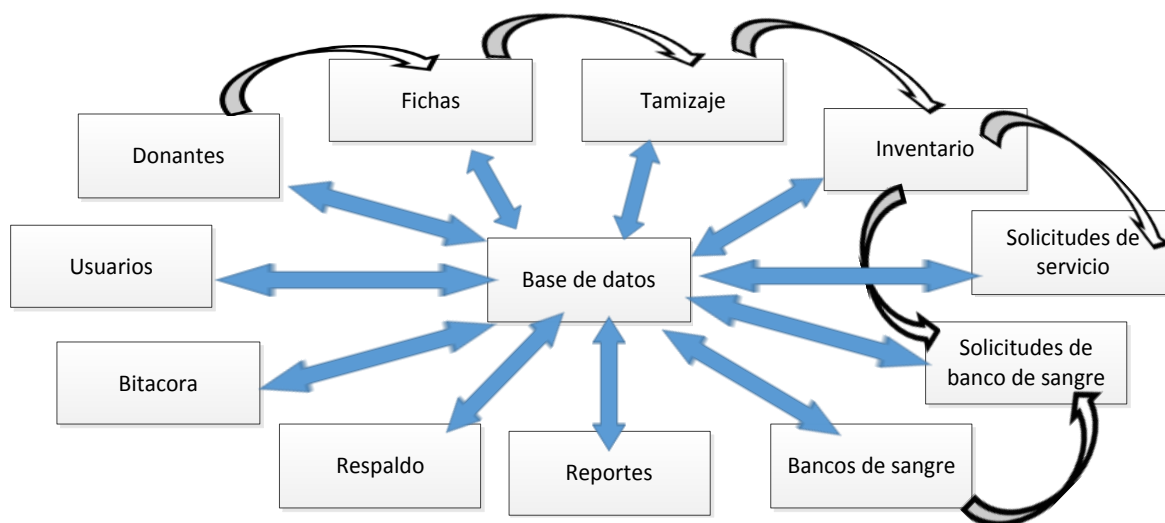 Fichas
Tamizaje
Donantes
Inventario
Usuarios
Base de datos
Solicitudes de
servicio
Bitacora
Solicitudes de
banco de sangre
Respaldo
Reportes
Bancos de sangre